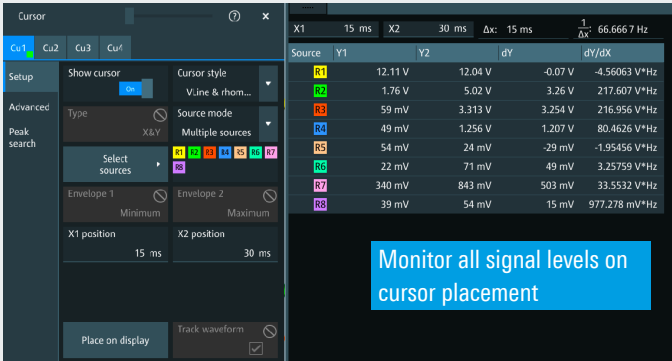 Cursor ? ×
Cu1 Cu2 Cu3 Cu4
Setup
Advanced
Peak
search
Show cursor
On
Cursor style
VLine & rhom...
Type
X&Y
Source mode
Multiple sources
Select
sources
R1 R2 R3 R4 R5 R6 R7
R8
Envelope 1
Minimum
Envelope 2
Maximum
X1 position
15 ms
X2 position
30 ms
Place on display
Track waveform
X1 15 ms X2 30 ms Δx: 15 ms 1/Δx: 66.6667 Hz
Source Y1 Y2 dY dY/dX
R1 12.11 V 12.04 V -0.07 V -4.56063 V*Hz
R2 1.76 V 5.02 V 3.26 V 217.607 V*Hz
R3 59 mV 3.313 V 3.254 V 216.956 V*Hz
R4 49 mV 1.256 V 1.207 V 80.4626 V*Hz
R5 54 mV 24 mV -29 mV -1.95456 V*Hz
R6 22 mV 71 mV 49 mV 3.25759 V*Hz
R7 340 mV 843 mV 503 mV 33.5532 V*Hz
R8 39 mV 54 mV 15 mV 977.278 mV*Hz
Monitor all signal levels on
cursor placement